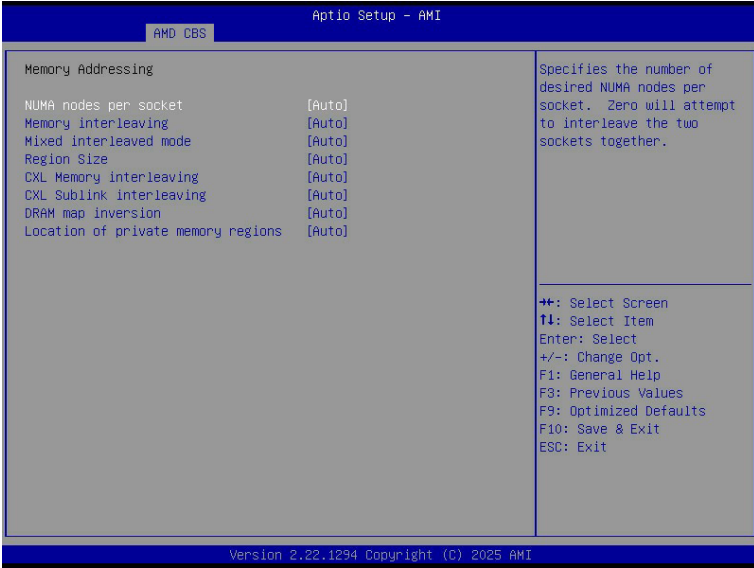 Aptio Setup - AMI
AMD CBS
Memory Addressing
NUMA nodes per socket [Auto]
Memory interleaving [Auto]
Mixed interleaved mode [Auto]
Region Size [Auto]
CXL Memory interleaving [Auto]
CXL Sublink interleaving [Auto]
DRAM map inversion [Auto]
Location of private memory regions [Auto]
Specifies the number of
desired NUMA nodes per
socket. Zero will attempt
to interleave the two
sockets together.
→←: Select Screen
↑↓: Select Item
Enter: Select
+/-: Change Opt.
F1: General Help
F3: Previous Values
F9: Optimized Defaults
F10: Save & Exit
ESC: Exit
Version 2.22.1294 Copyright (C) 2025 AMI